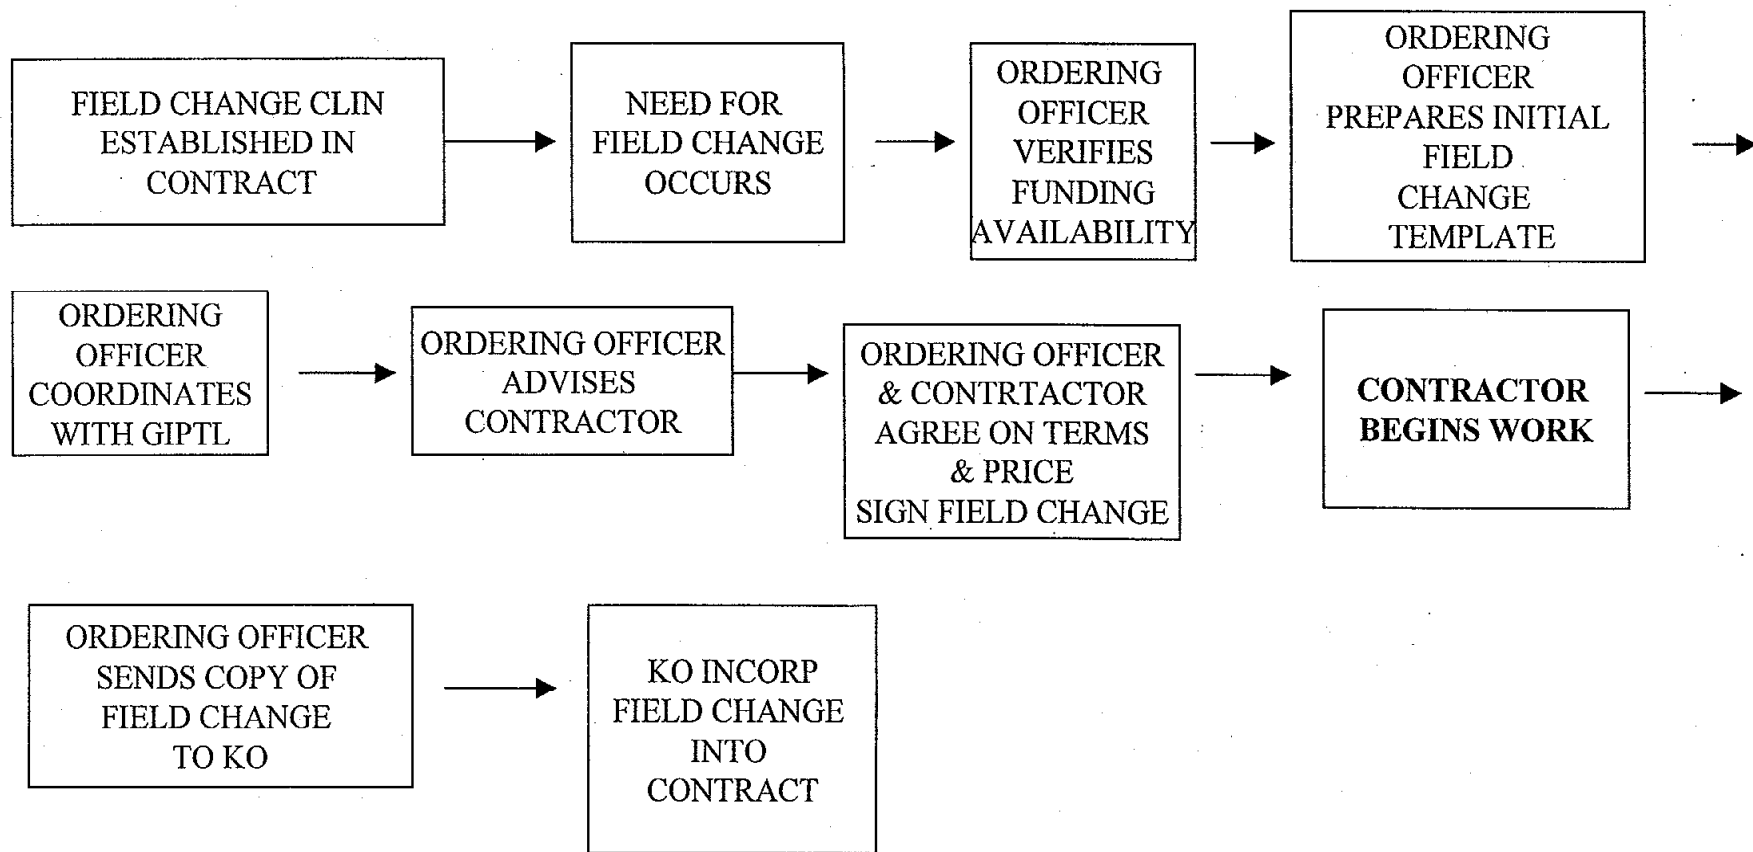 FIELD CHANGE CLIN
ESTABLISHED IN
CONTRACT
NEED FOR
FIELD CHANGE
OCCURS
ORDERING
OFFICER
VERIFIES
FUNDING
AVAILABILITY
ORDERING
OFFICER
PREPARES INITIAL
FIELD
CHANGE
TEMPLATE
ORDERING
OFFICER
COORDINATES
WITH GIPTL
ORDERING OFFICER
ADVISES
CONTRACTOR
ORDERING OFFICER
& CONTRTACTOR
AGREE ON TERMS
& PRICE
SIGN FIELD CHANGE
CONTRACTOR
BEGINS WORK
ORDERING OFFICER
SENDS COPY OF
FIELD CHANGE
TO KO
KO INCORP
FIELD CHANGE
INTO
CONTRACT